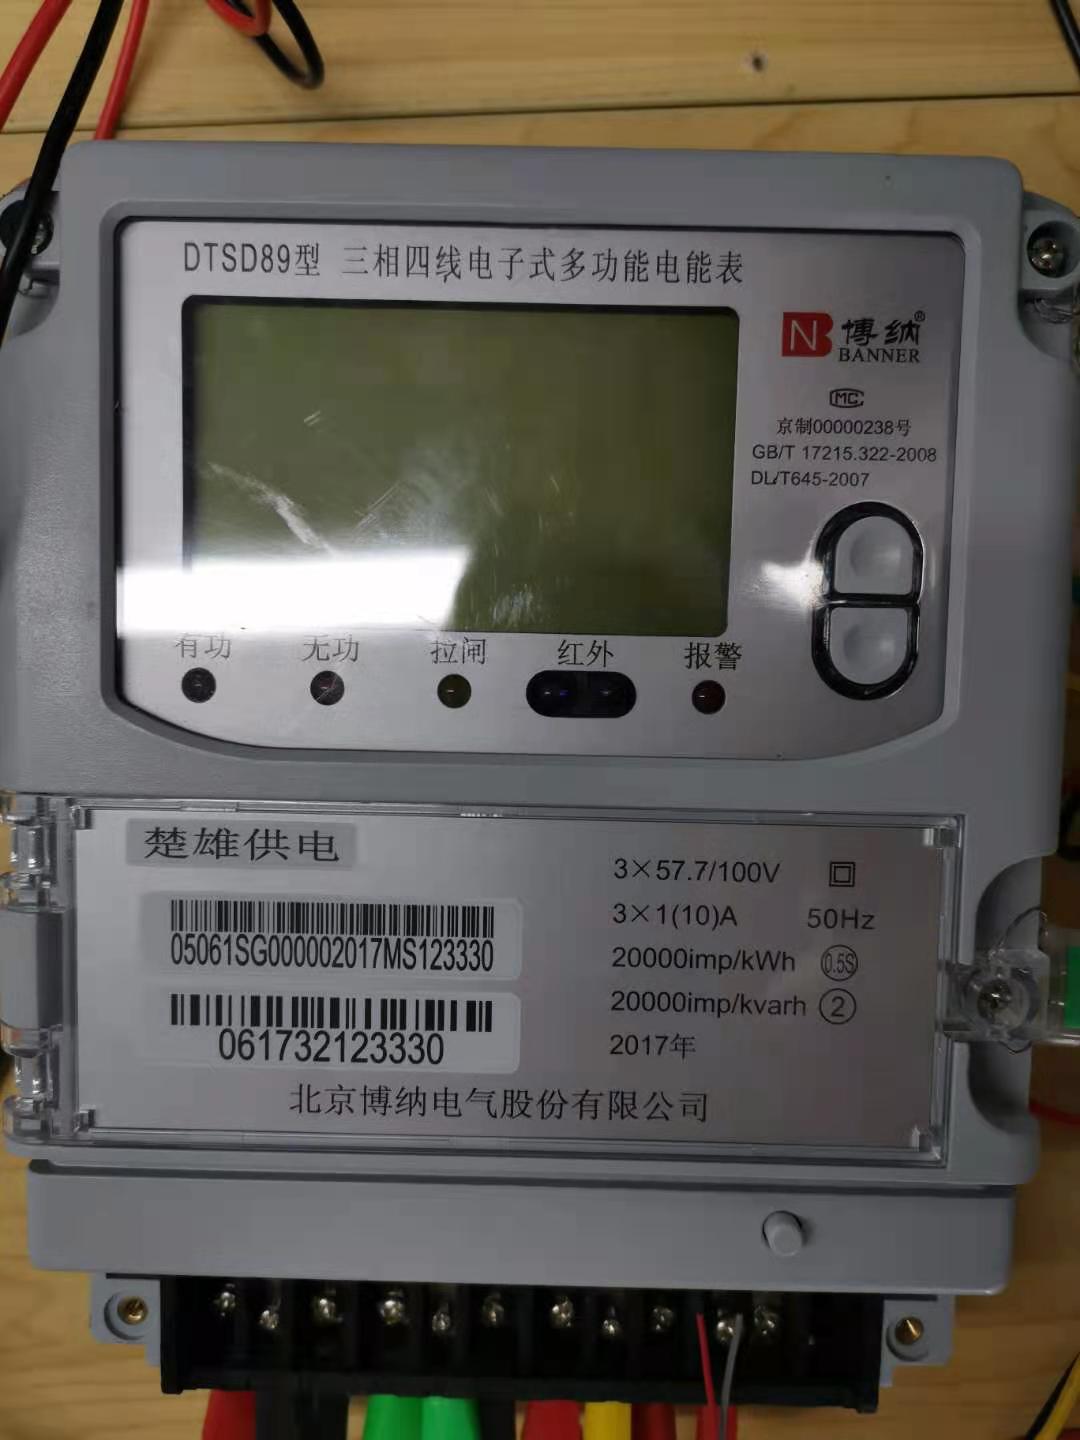 DTSD89型 三相四线电子式多功能电能表
NB 博纳®
BANNER
MC
京制00000238号
GB/T 17215.322-2008
DL/T645-2007
有功 无功 拉闸 红外 报警
楚雄供电
3×57.7/100V
3×1(10)A 50Hz
05061SG000002017MS123330
20000imp/kWh 0.5S
20000imp/kvarh 2
061732123330
2017年
北京博纳电气股份有限公司